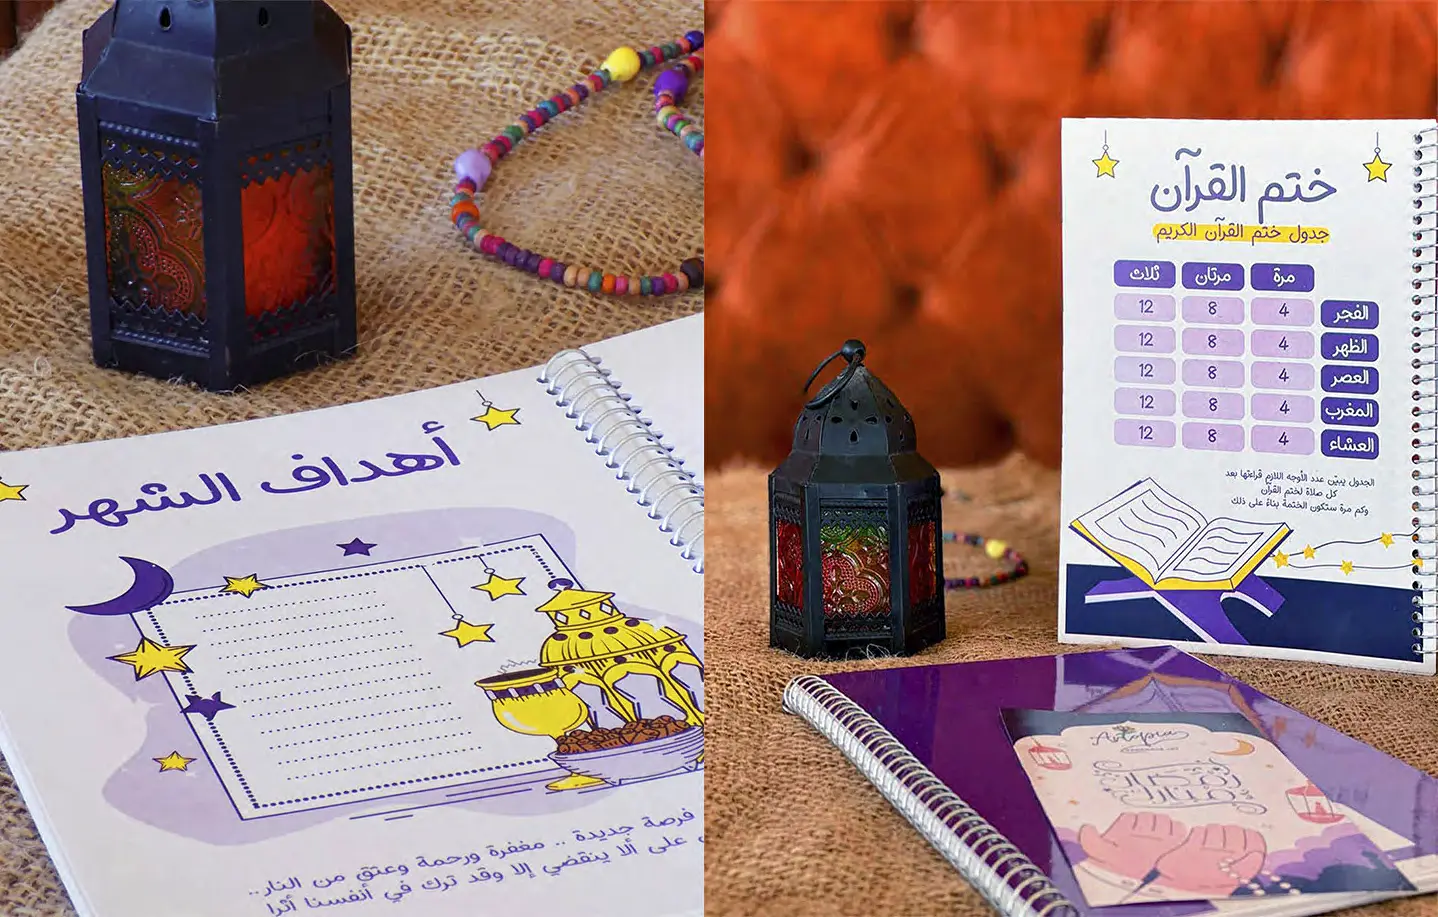 أهداف الشهر
فرصة جديدة .. مغفرة ورحمة وعتق من النار..
على ألا ينقضي إلا وقد ترك في أنفسنا أثرا
ختم القرآن
جدول ختم القرآن الكريم
مرة مرتان ثلاث
الفجر 4 8 12
الظهر 4 8 12
العصر 4 8 12
المغرب 4 8 12
العشاء 4 8 12
الجدول يبيّن عدد الأوجه اللازم قراءتها بعد
كل صلاة لختم القرآن
وكم مرة ستكون الختمة بناءً على ذلك
Artopia
رمضان
مبارك